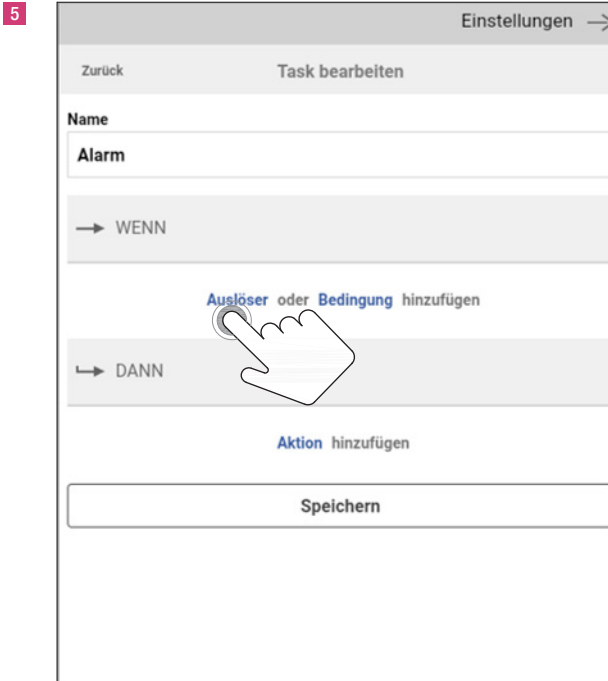 5
Einstellungen
Zurück Task bearbeiten
Name
Alarm
WENN
Auslöser oder Bedingung hinzufügen
DANN
Aktion hinzufügen
Speichern